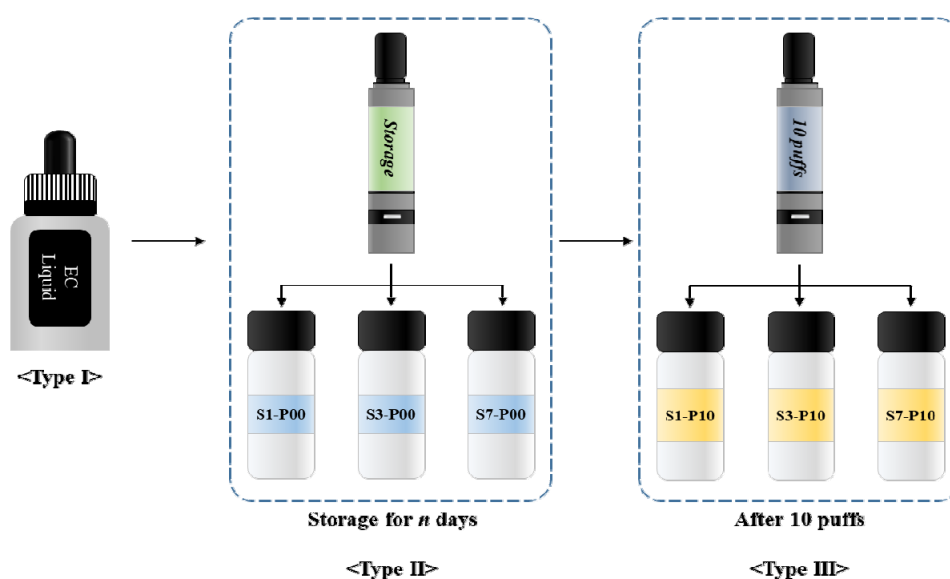 EC
Liquid
<Type I>
Storage
S1-P00
S3-P00
S7-P00
Storage for n days
<Type II>
10 puffs
S1-P10
S3-P10
S7-P10
After 10 puffs
<Type III>